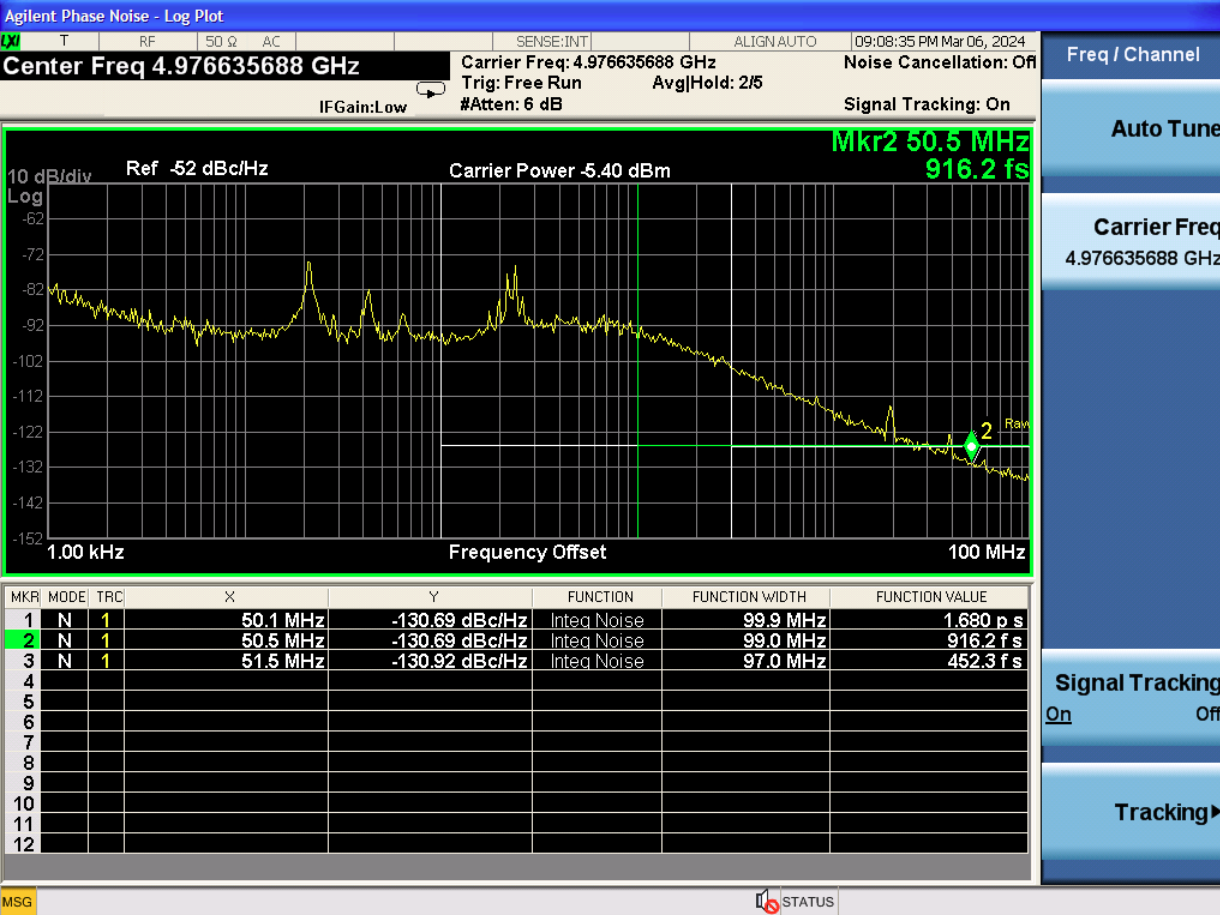 Agilent Phase Noise - Log Plot
LXI T RF 50 Ω AC SENSE:INT ALIGN AUTO 09:08:35 PM Mar 06, 2024
Center Freq 4.976635688 GHz
Carrier Freq: 4.976635688 GHz Noise Cancellation: Off
Trig: Free Run Avg|Hold: 2/5
IFGain:Low #Atten: 6 dB Signal Tracking: On
Mkr2 50.5 MHz
916.2 fs
10 dB/div Ref -52 dBc/Hz Carrier Power -5.40 dBm
Log
-62
-72
-82
-92
-102
-112
-122
-132
-142
-152
2
Raw
1.00 kHz Frequency Offset 100 MHz
MKR MODE TRC X Y FUNCTION FUNCTION WIDTH FUNCTION VALUE
1 N 1 50.1 MHz -130.69 dBc/Hz Integ Noise 99.9 MHz 1.680 p s
2 N 1 50.5 MHz -130.69 dBc/Hz Integ Noise 99.0 MHz 916.2 f s
3 N 1 51.5 MHz -130.92 dBc/Hz Integ Noise 97.0 MHz 452.3 f s
4
5
6
7
8
9
10
11
12
MSG STATUS
Freq / Channel
Auto Tune
Carrier Freq
4.976635688 GHz
Signal Tracking
On Off
Tracking